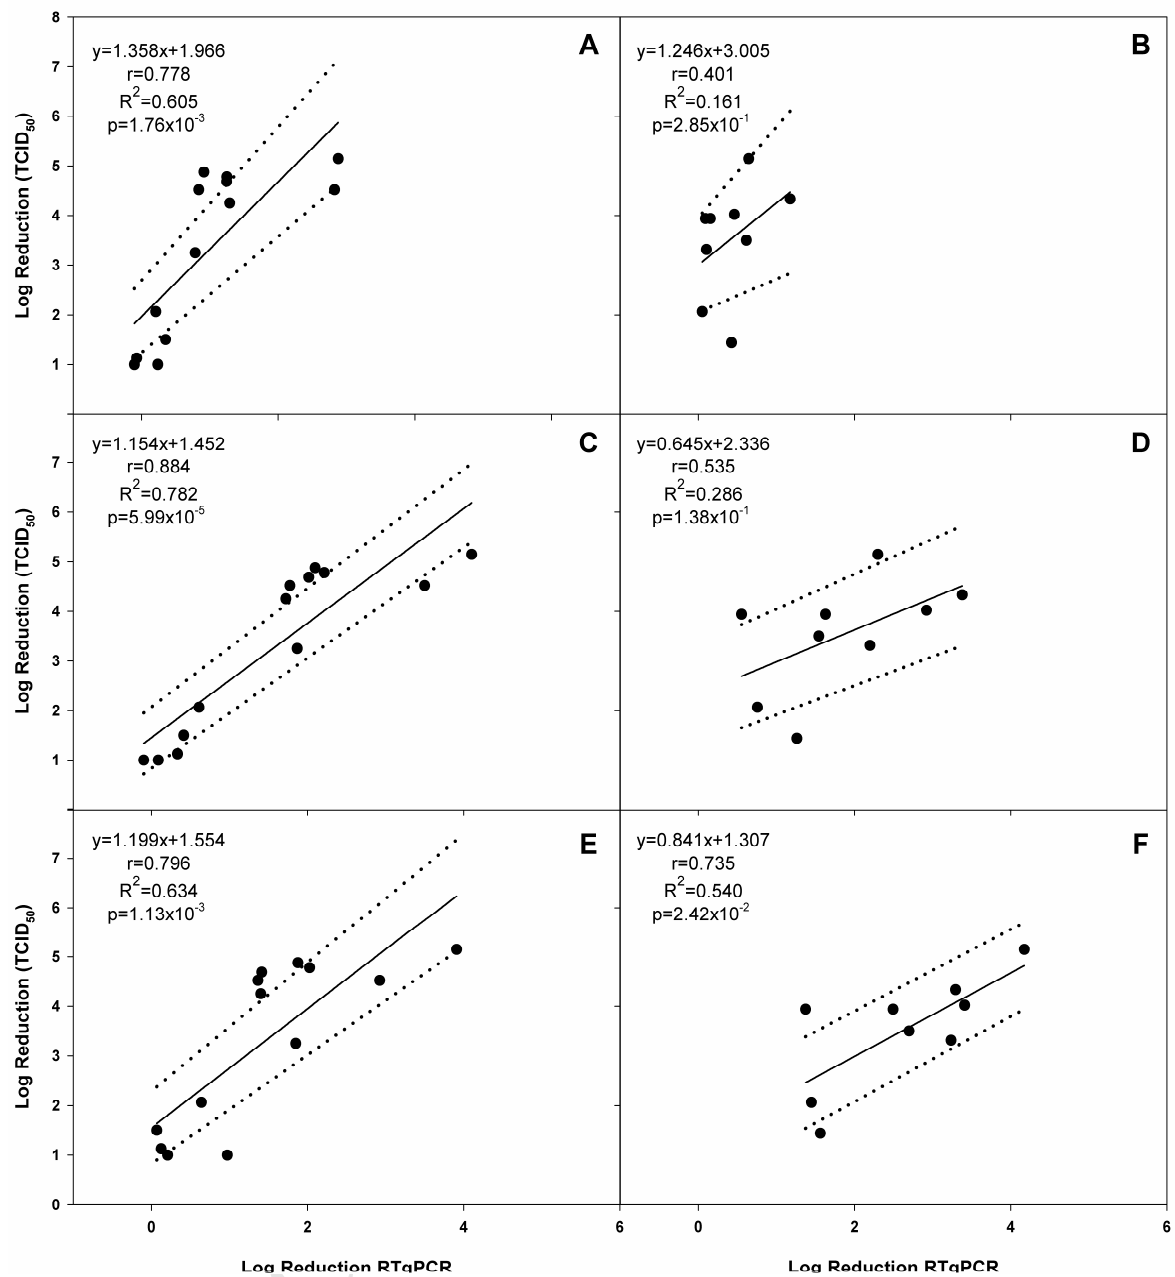 8
7
6
5
4
3
2
1
Log Reduction (TCID50)
y=1.358x+1.966
r=0.778
R2=0.605
p=1.76x10-3
A
y=1.246x+3.005
r=0.401
R2=0.161
p=2.85x10-1
B
7
6
5
4
3
2
1
Log Reduction (TCID50)
y=1.154x+1.452
r=0.884
R2=0.782
p=5.99x10-5
C
y=0.645x+2.336
r=0.535
R2=0.286
p=1.38x10-1
D
7
6
5
4
3
2
1
0
Log Reduction (TCID50)
y=1.199x+1.554
r=0.796
R2=0.634
p=1.13x10-3
E
y=0.841x+1.307
r=0.735
R2=0.540
p=2.42x10-2
F
0 2 4 6 0 2 4 6
Log Reduction RTqPCR Log Reduction RTqPCR